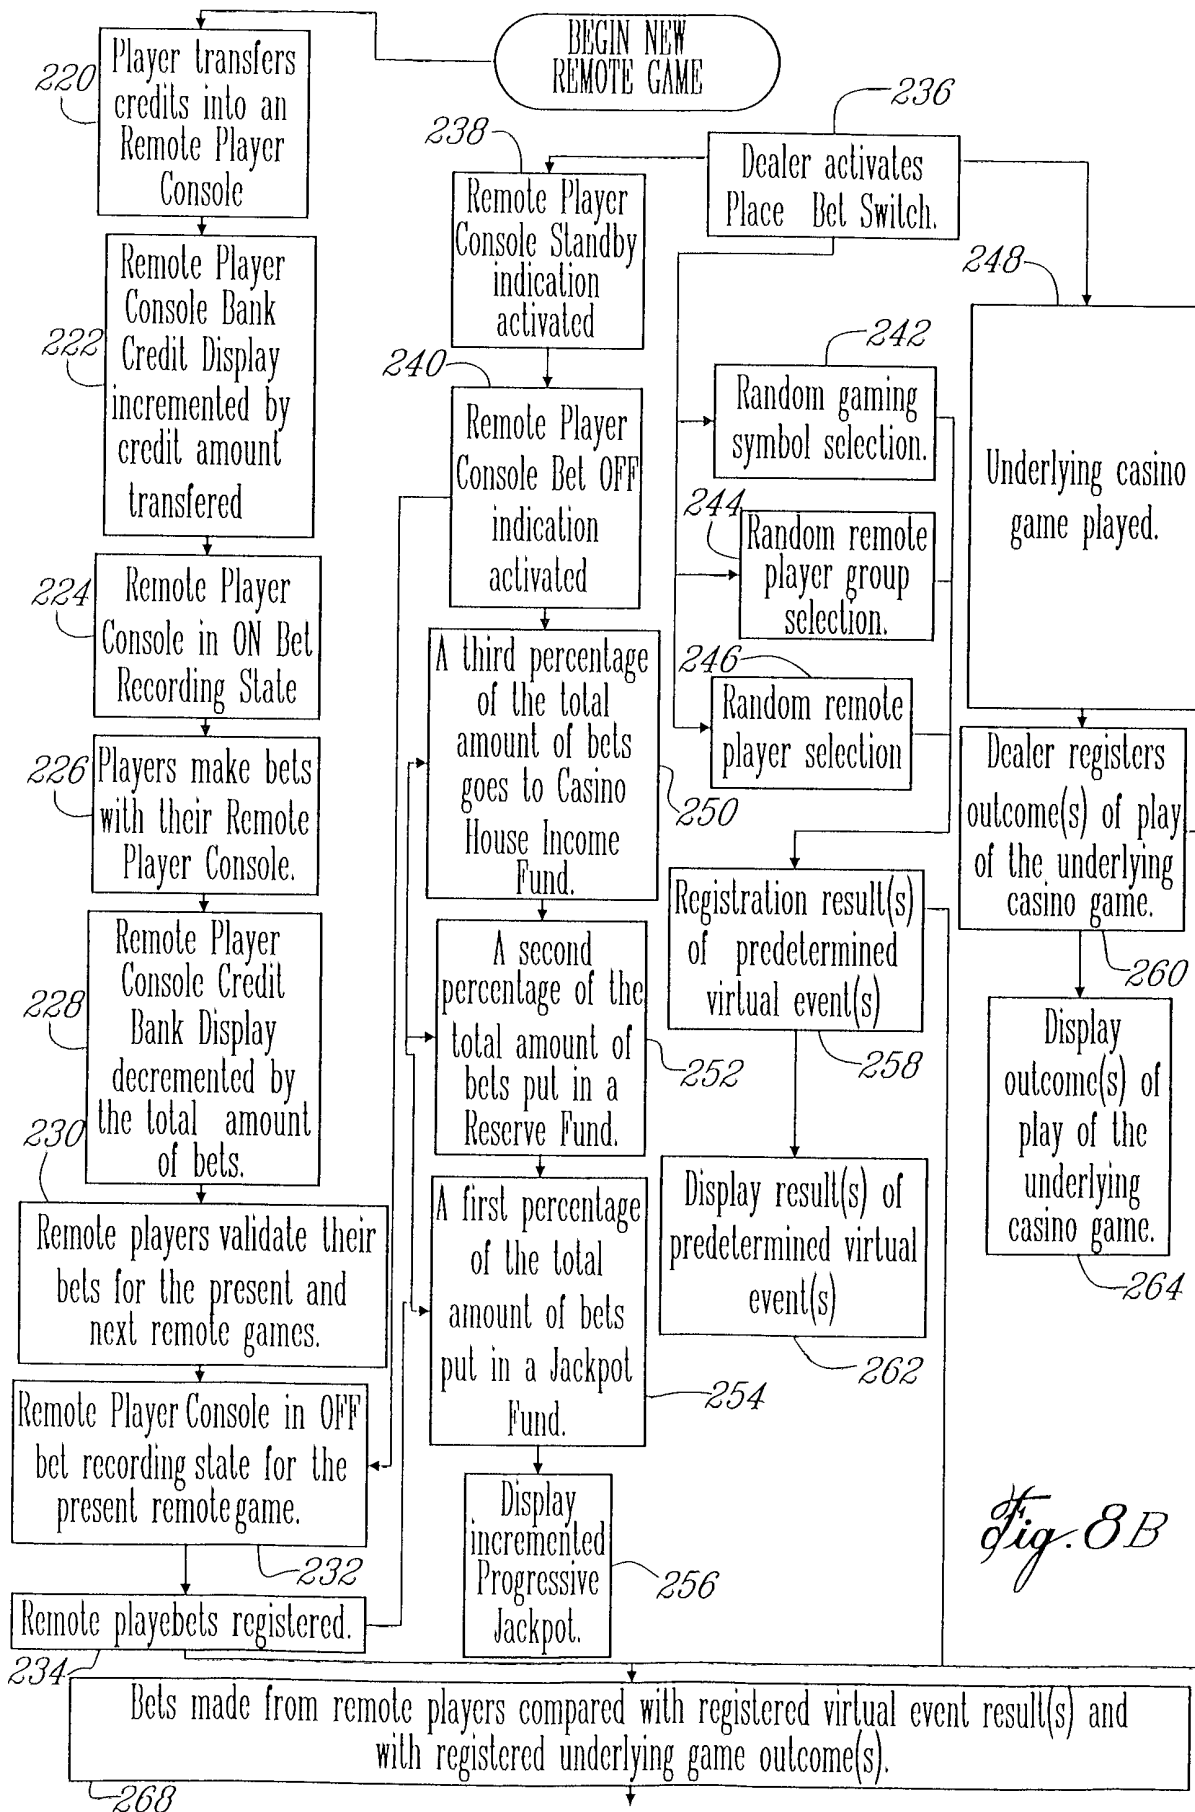 BEGIN NEW
REMOTE GAME
220
Player transfers
credits into an
Remote Player
Console
222
Remote Player
Console Bank
Credit Display
incremented by
credit amount
transfered
224
Remote Player
Console in ON Bet
Recording State
226
Players make bets
with their Remote
Player Console.
228
Remote Player
Console Credit
Bank Display
decremented by
the total amount
of bets.
230
Remote players validate their
bets for the present and
next remote games.
Remote Player Console in OFF
bet recording state for the
present remote game.
232
Remote playebets registered.
234
236
Dealer activates
Place Bet Switch.
238
Remote Player
Console Standby
indication
activated
240
Remote Player
Console Bet OFF
indication
activated
A third percentage
of the total
amount of bets
goes to Casino
House Income
Fund.
250
A second
percentage of the
total amount of
bets put in a
Reserve Fund.
252
A first percentage
of the total
amount of bets
put in a Jackpot
Fund.
254
Display
incremented
Progressive
Jackpot.
256
242
Random gaming
symbol selection.
244
Random remote
player group
selection.
246
Random remote
player selection
Registration result(s)
of predetermined
virtual event(s)
258
Display result(s) of
predetermined virtual
event(s)
262
248
Underlying casino
game played.
Dealer registers
outcome(s) of play
of the underlying
casino game.
260
Display
outcome(s) of
play of the
underlying
casino game.
264
Fig. 8B
Bets made from remote players compared with registered virtual event result(s) and
with registered underlying game outcome(s).
268